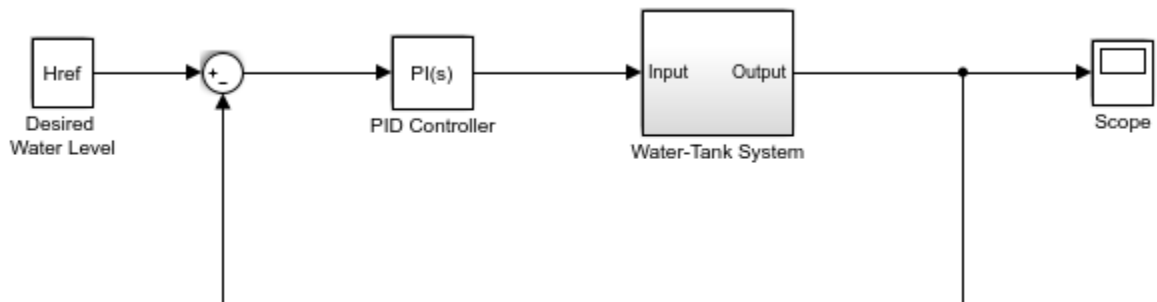 Href
Desired
Water Level
+
−
PI(s)
PID Controller
Input
Output
Water-Tank System
Scope